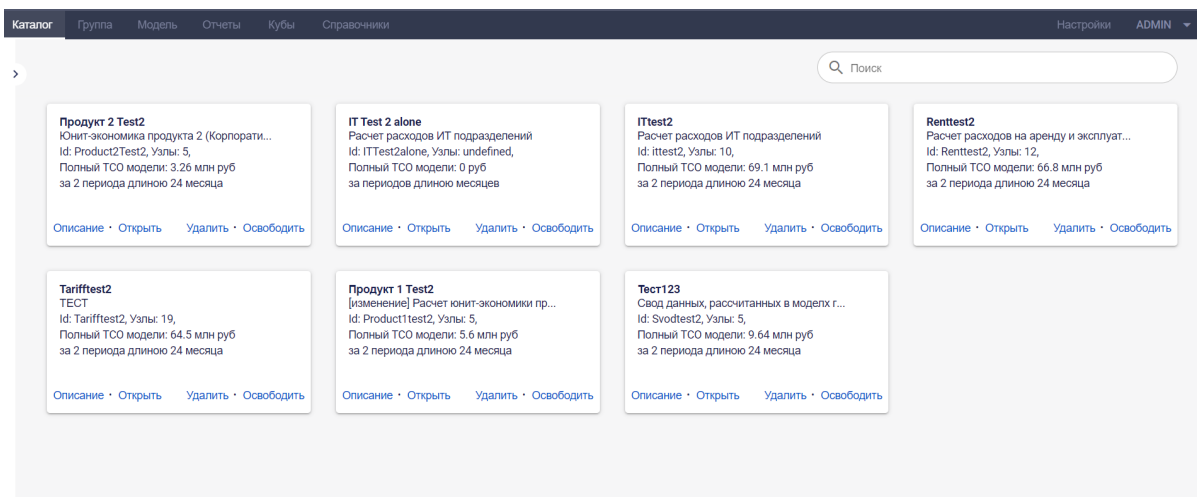 Каталог Группа Модель Отчеты Кубы Справочники Настройки ADMIN
Поиск
Продукт 2 Test2
Юнит-экономика продукта 2 (Корпорати...
Id: Product2Test2, Узлы: 5,
Полный ТСО модели: 3.26 млн руб
за 2 периода длиною 24 месяца
Описание · Открыть Удалить · Освободить
IT Test 2 alone
Расчет расходов ИТ подразделений
Id: ITTest2alone, Узлы: undefined,
Полный ТСО модели: 0 руб
за периодов длиною месяцев
Описание · Открыть Удалить · Освободить
ITtest2
Расчет расходов ИТ подразделений
Id: ittest2, Узлы: 10,
Полный ТСО модели: 69.1 млн руб
за 2 периода длиною 24 месяца
Описание · Открыть Удалить · Освободить
Renttest2
Расчет расходов на аренду и эксплуат...
Id: Renttest2, Узлы: 12,
Полный ТСО модели: 66.8 млн руб
за 2 периода длиною 24 месяца
Описание · Открыть Удалить · Освободить
Tarifftest2
ТЕСТ
Id: Tarifftest2, Узлы: 19,
Полный ТСО модели: 64.5 млн руб
за 2 периода длиною 24 месяца
Описание · Открыть Удалить · Освободить
Продукт 1 Test2
[изменение] Расчет юнит-экономики пр...
Id: Product1test2, Узлы: 5,
Полный ТСО модели: 5.6 млн руб
за 2 периода длиною 24 месяца
Описание · Открыть Удалить · Освободить
Тест123
Свод данных, рассчитанных в моделх г...
Id: Svodtest2, Узлы: 5,
Полный ТСО модели: 9.64 млн руб
за 2 периода длиною 24 месяца
Описание · Открыть Удалить · Освободить